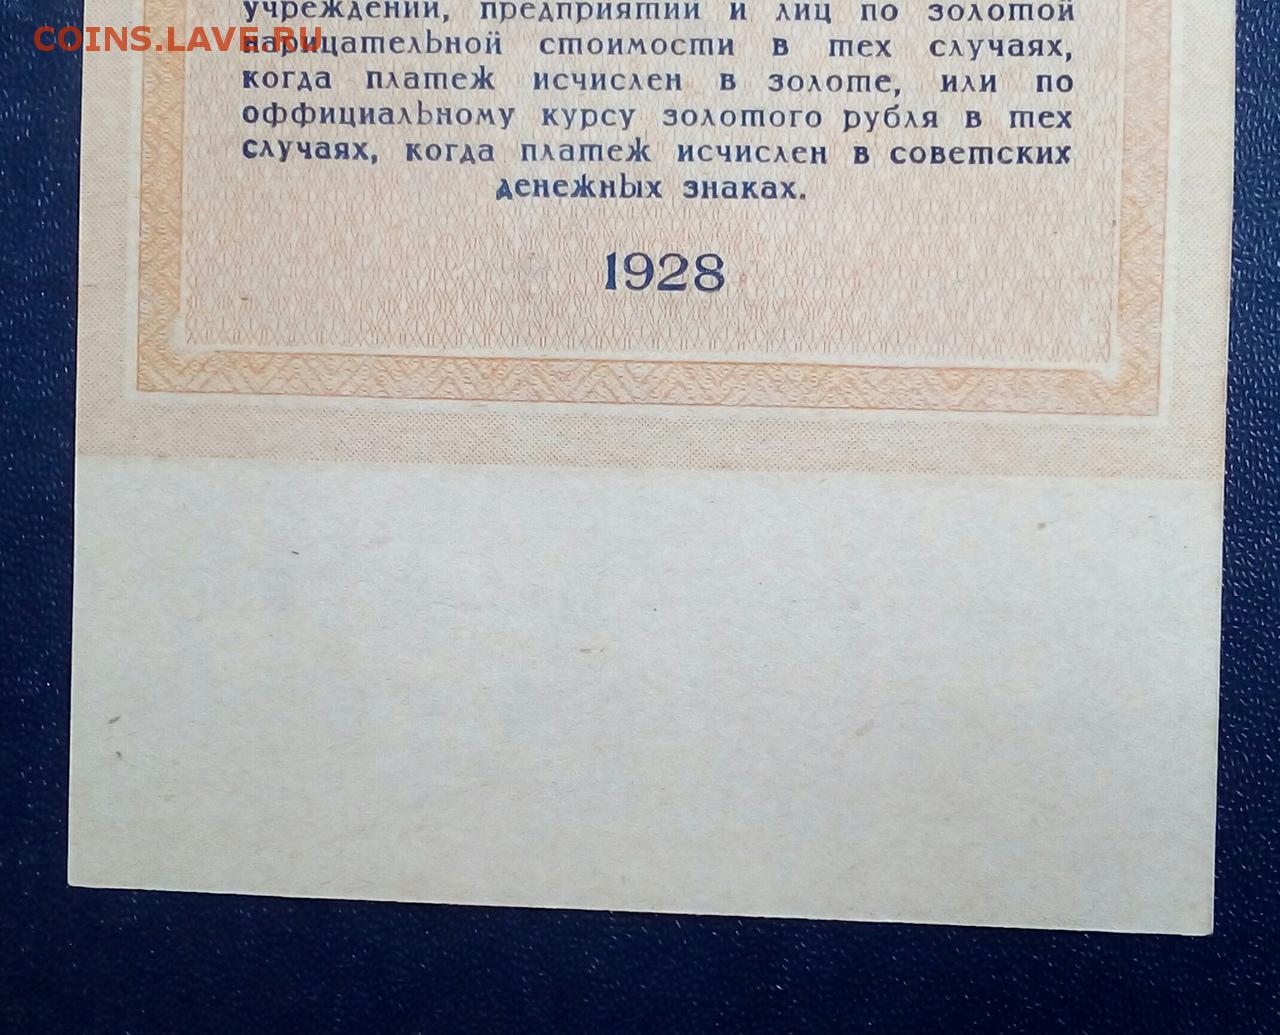 учреждений, предприятий и лиц по золотой
COINS.LAVE.RU
нарицательной стоимости в тех случаях,
когда платеж исчислен в золоте, или по
оффициальному курсу золотого рубля в тех
случаях, когда платеж исчислен в советских
денежных знаках.
1928